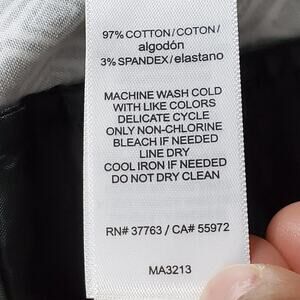 97% COTTON/COTON/
algodón
3% SPANDEX/elastano
MACHINE WASH COLD
WITH LIKE COLORS
DELICATE CYCLE
ONLY NON-CHLORINE
BLEACH IF NEEDED
LINE DRY
COOL IRON IF NEEDED
DO NOT DRY CLEAN
RN# 37763 / CA# 55972
MA3213